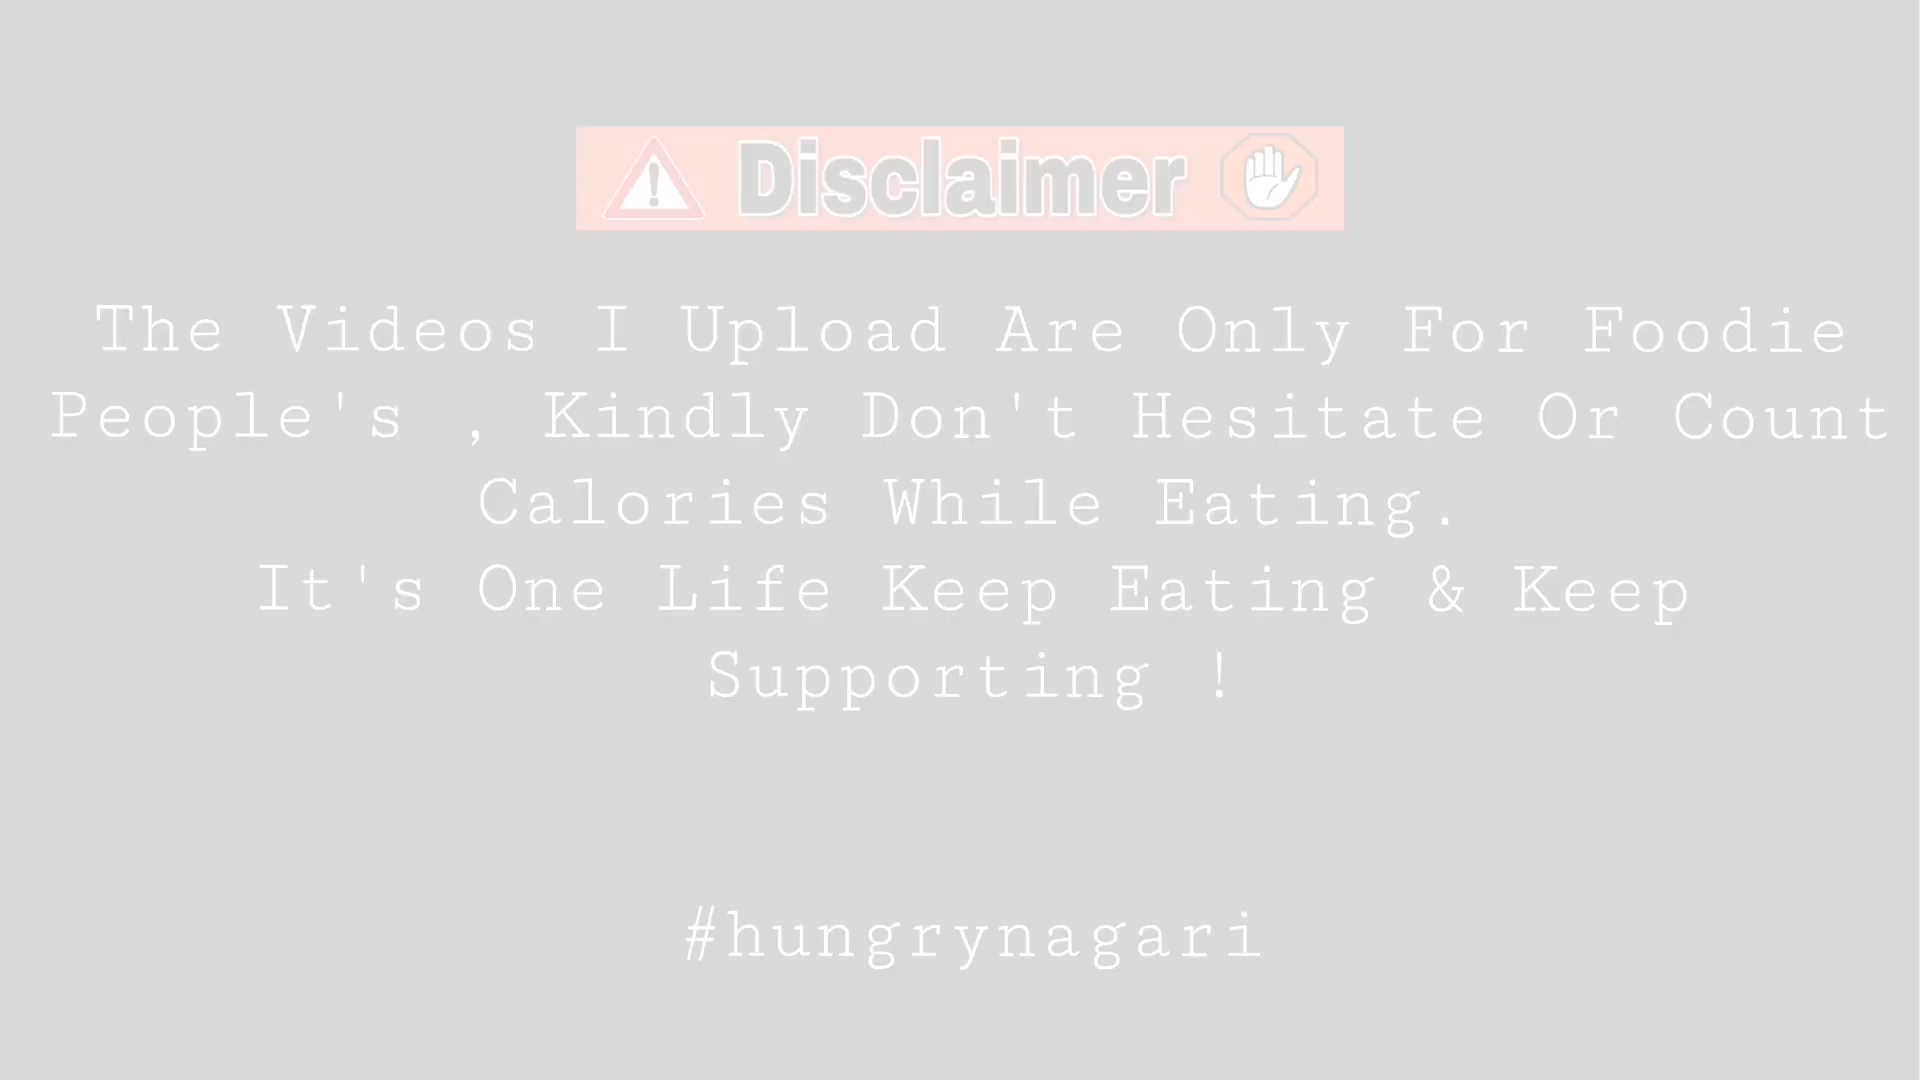 Disclaimer
The Videos I Upload Are Only For Foodie
People's , Kindly Don't Hesitate Or Count
Calories While Eating.
It's One Life Keep Eating & Keep
Supporting !
#hungrynagari